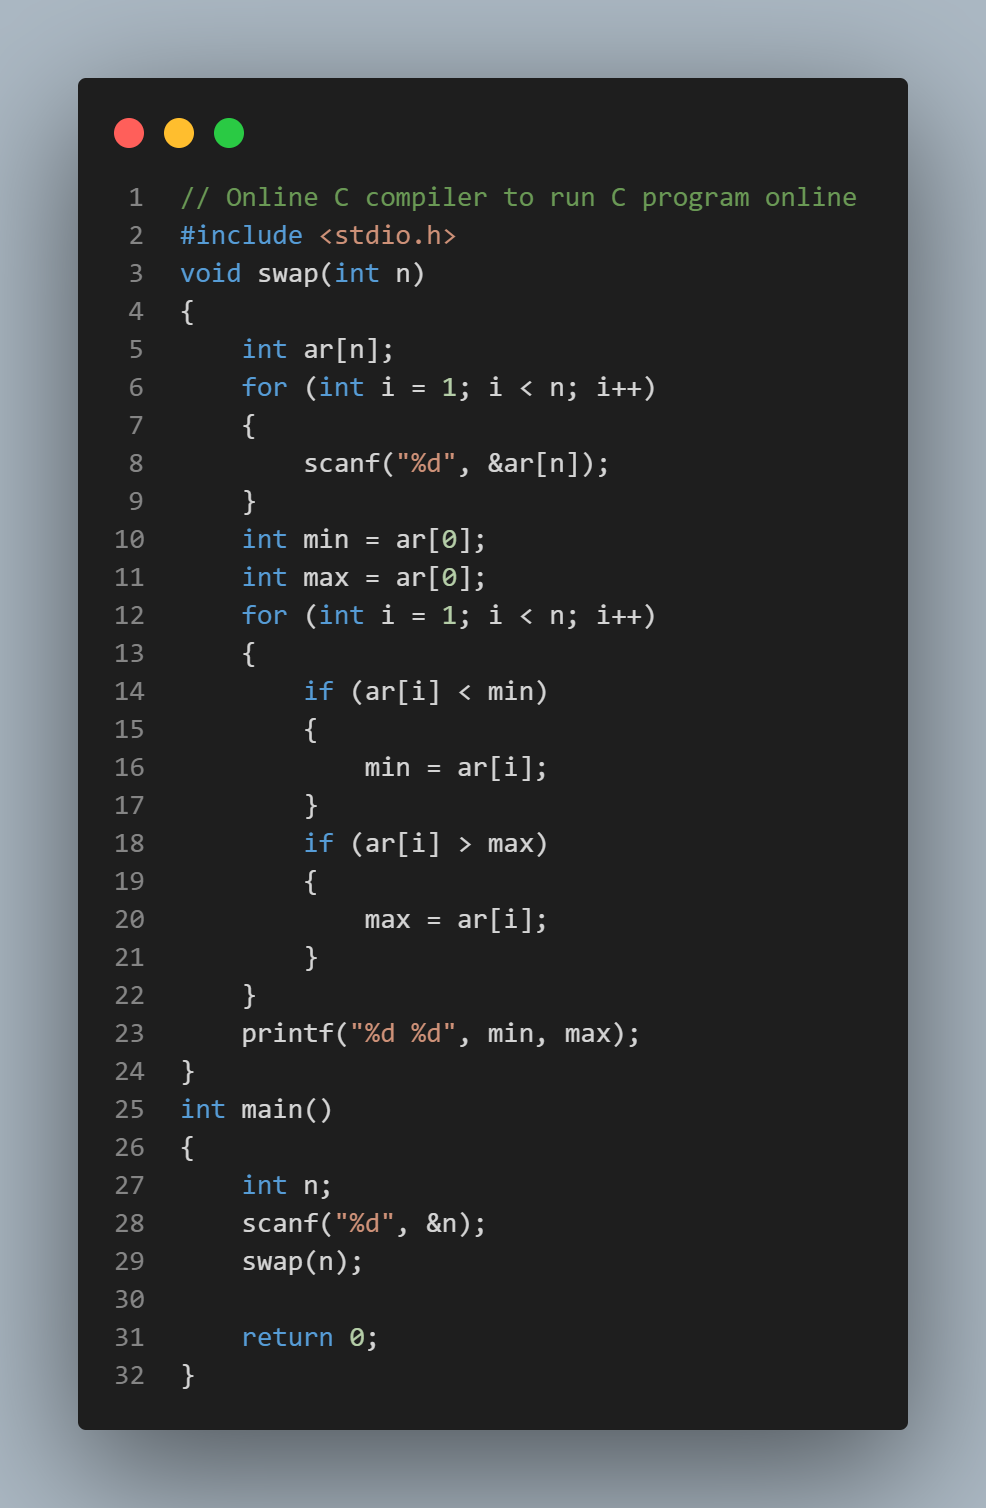 1 // Online C compiler to run C program online
2 #include <stdio.h>
3 void swap(int n)
4 {
5     int ar[n];
6     for (int i = 1; i < n; i++)
7     {
8         scanf("%d", &ar[n]);
9     }
10     int min = ar[0];
11     int max = ar[0];
12     for (int i = 1; i < n; i++)
13     {
14         if (ar[i] < min)
15         {
16             min = ar[i];
17         }
18         if (ar[i] > max)
19         {
20             max = ar[i];
21         }
22     }
23     printf("%d %d", min, max);
24 }
25 int main()
26 {
27     int n;
28     scanf("%d", &n);
29     swap(n);
30
31     return 0;
32 }